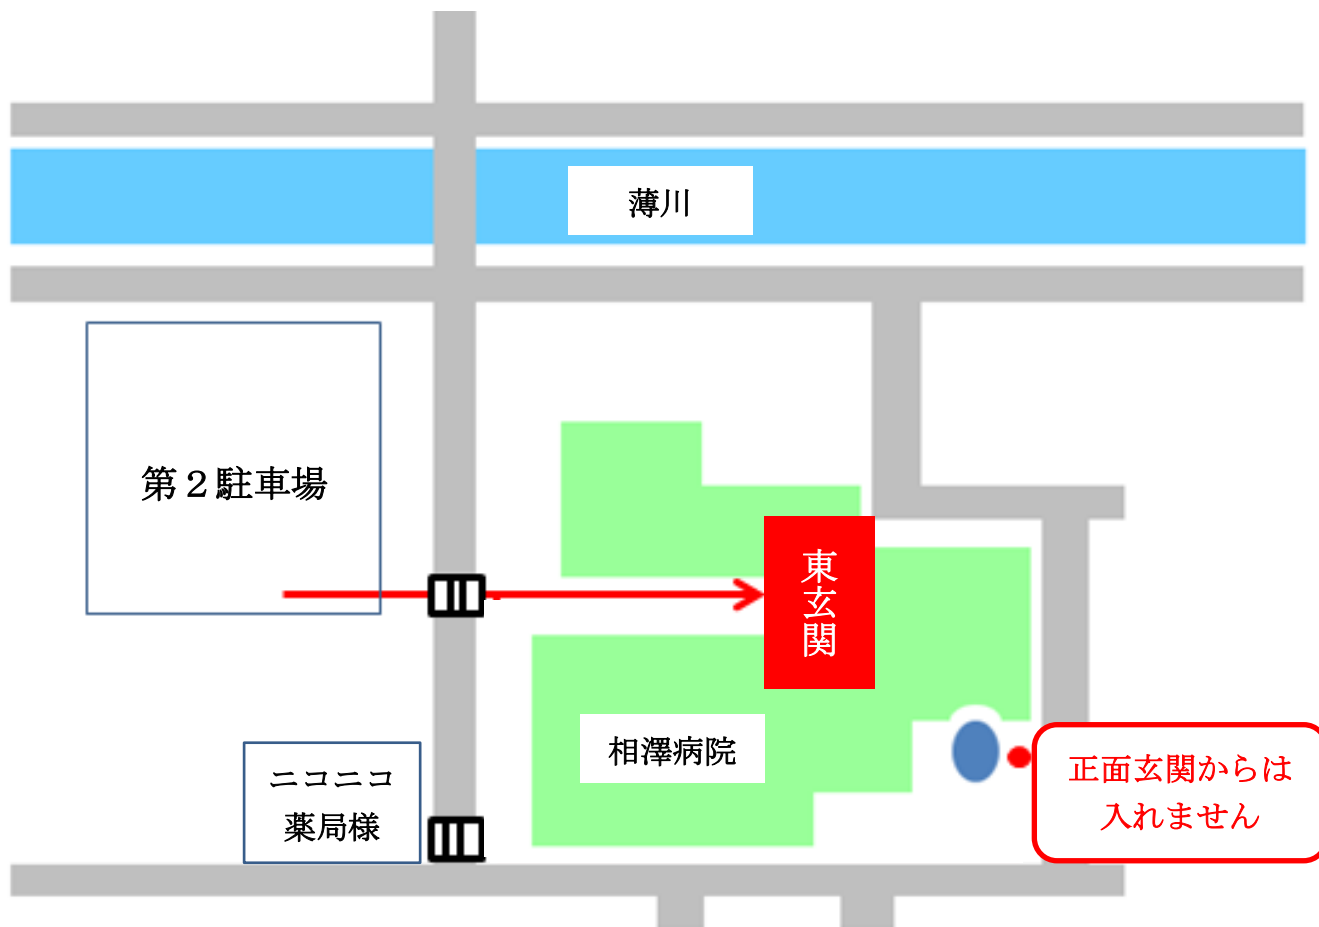 薄川
第２駐車場
東玄関
相澤病院
正面玄関からは
入れません
ニコニコ
薬局様